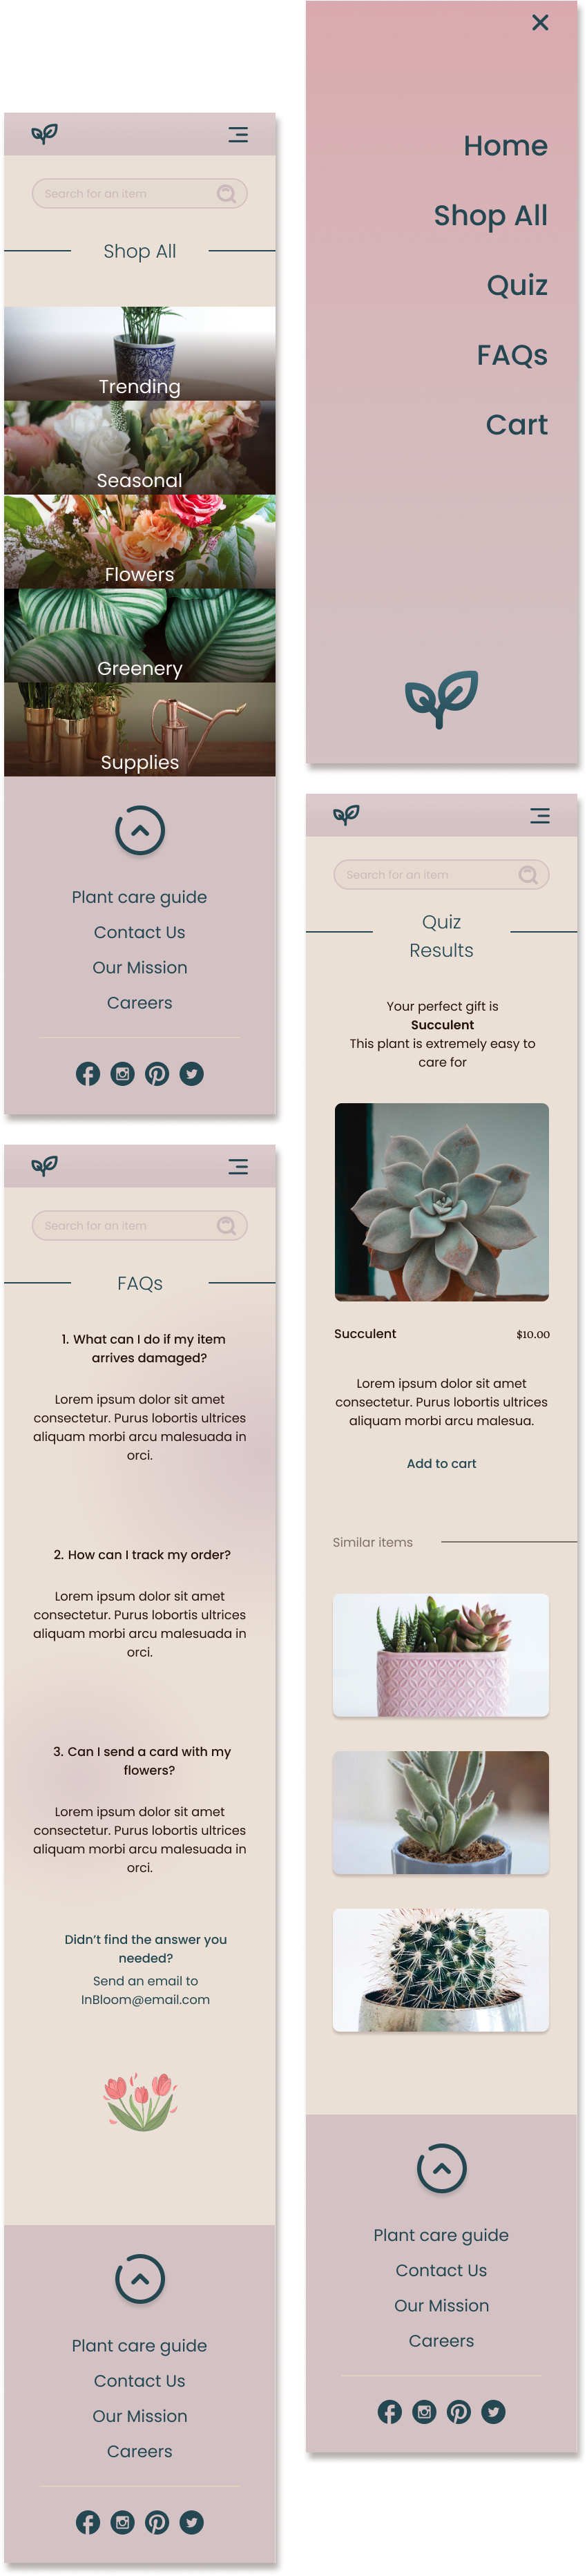 Search for an item
Shop All
Trending
Seasonal
Flowers
Greenery
Supplies
Plant care guide
Contact Us
Our Mission
Careers
Search for an item
FAQs
1. What can I do if my item
arrives damaged?
Lorem ipsum dolor sit amet
consectetur. Purus lobortis ultrices
aliquam morbi arcu malesuada in
orci.
2. How can I track my order?
Lorem ipsum dolor sit amet
consectetur. Purus lobortis ultrices
aliquam morbi arcu malesuada in
orci.
3. Can I send a card with my
flowers?
Lorem ipsum dolor sit amet
consectetur. Purus lobortis ultrices
aliquam morbi arcu malesuada in
orci.
Didn't find the answer you
needed?
Send an email to
InBloom@email.com
Plant care guide
Contact Us
Our Mission
Careers
Home
Shop All
Quiz
FAQs
Cart
Search for an item
Quiz
Results
Your perfect gift is
Succulent
This plant is extremely easy to
care for
Succulent $10.00
Lorem ipsum dolor sit amet
consectetur. Purus lobortis ultrices
aliquam morbi arcu malesua.
Add to cart
Similar items
Plant care guide
Contact Us
Our Mission
Careers